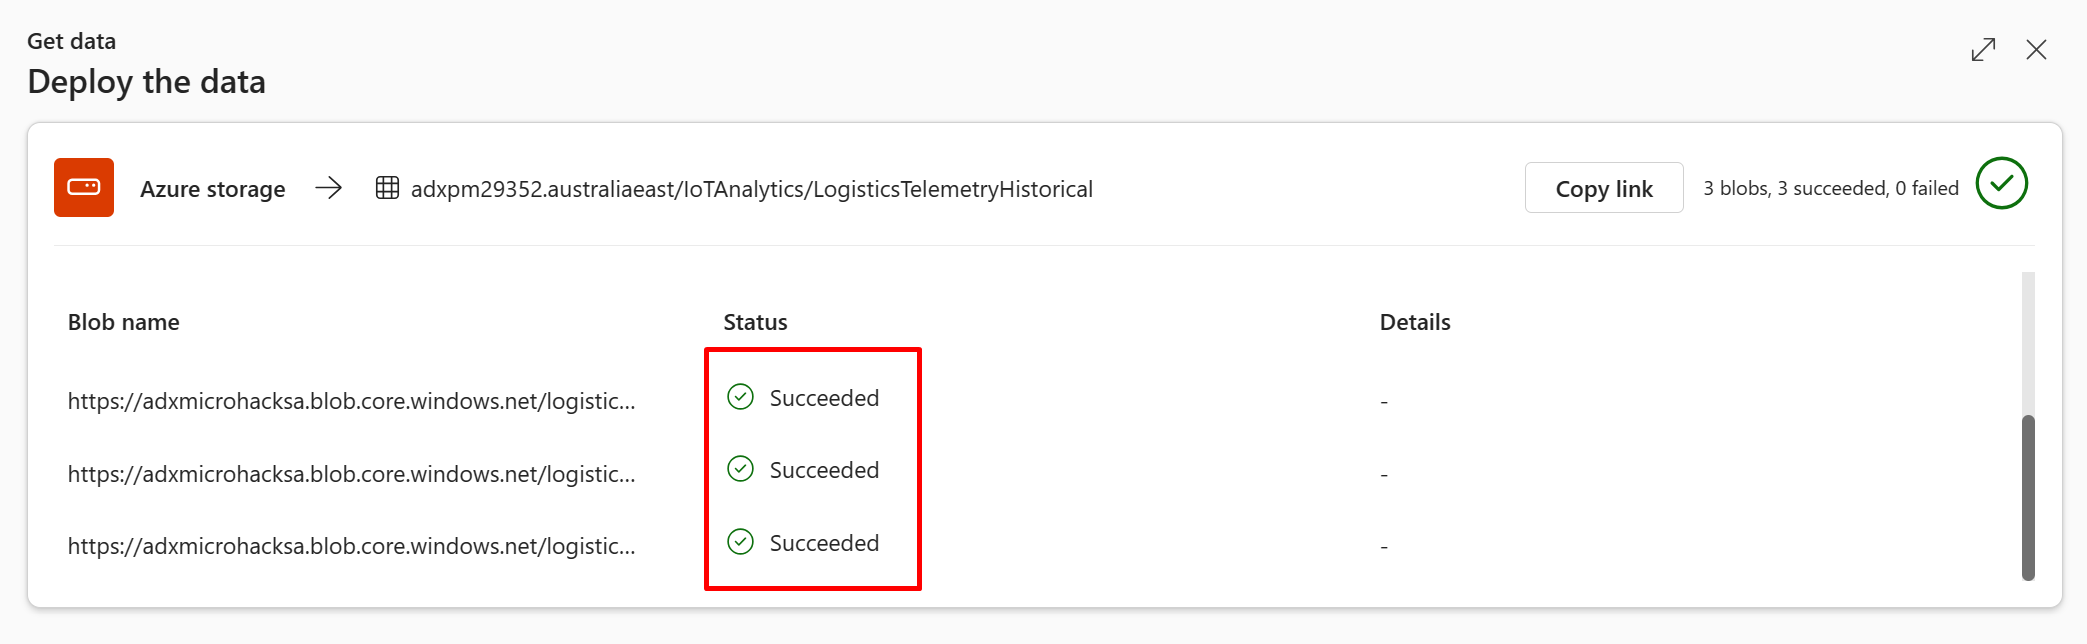 Get data
Deploy the data
Azure storage adxpm29352.australiaeast/IoTAnalytics/LogisticsTelemetryHistorical Copy link 3 blobs, 3 succeeded, 0 failed
Blob name Status Details
https://adxmicrohacksa.blob.core.windows.net/logistic... Succeeded -
https://adxmicrohacksa.blob.core.windows.net/logistic... Succeeded -
https://adxmicrohacksa.blob.core.windows.net/logistic... Succeeded -